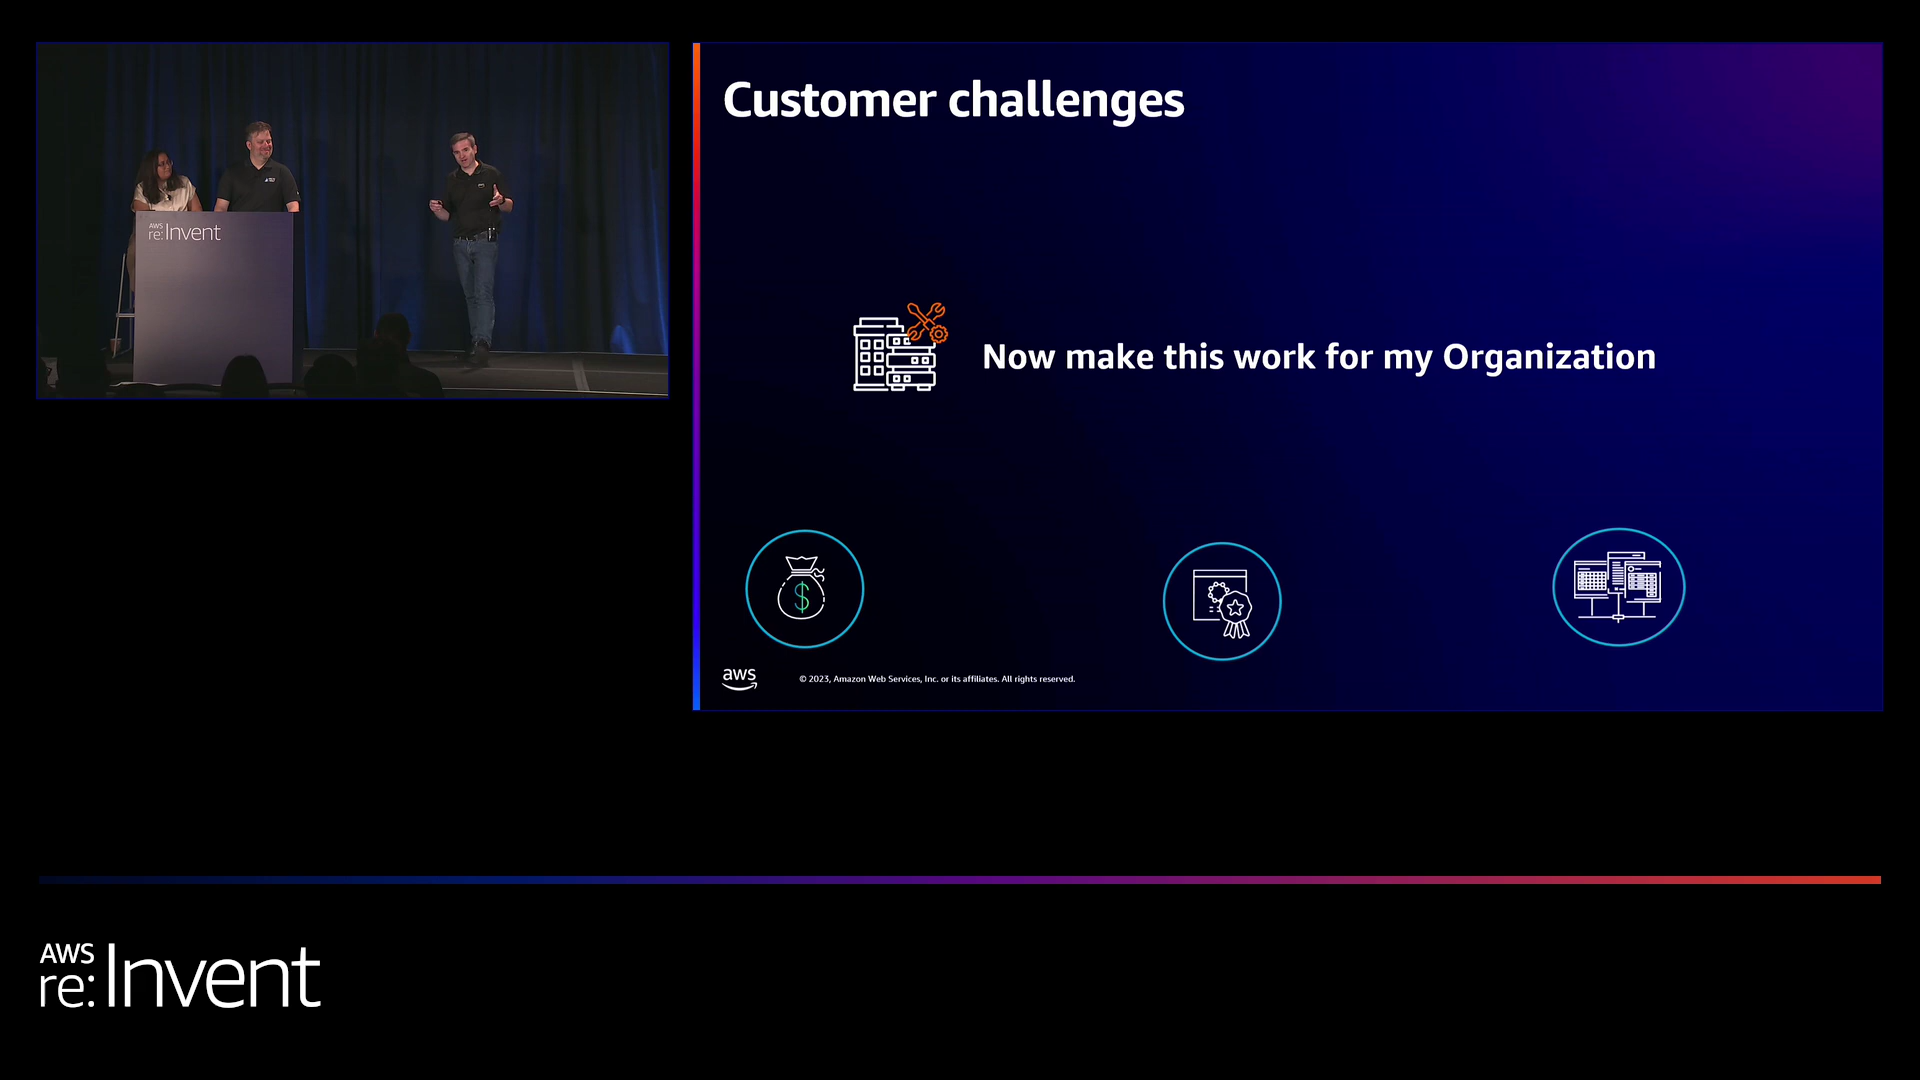 AWS
re:Invent
Customer challenges
Now make this work for my Organization
$
aws
© 2023, Amazon Web Services, Inc. or its affiliates. All rights reserved.
AWS
re:Invent